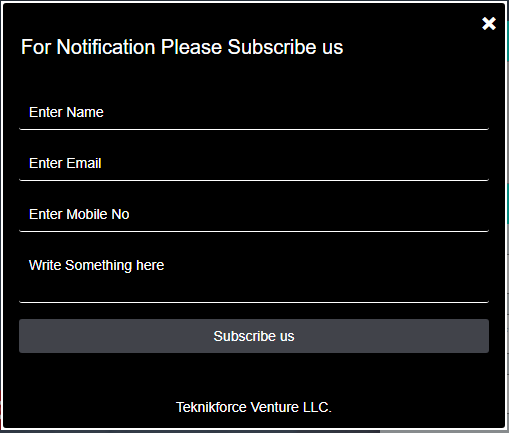 For Notification Please Subscribe us
Enter Name
Enter Email
Enter Mobile No
Write Something here
Subscribe us
Teknikforce Venture LLC.